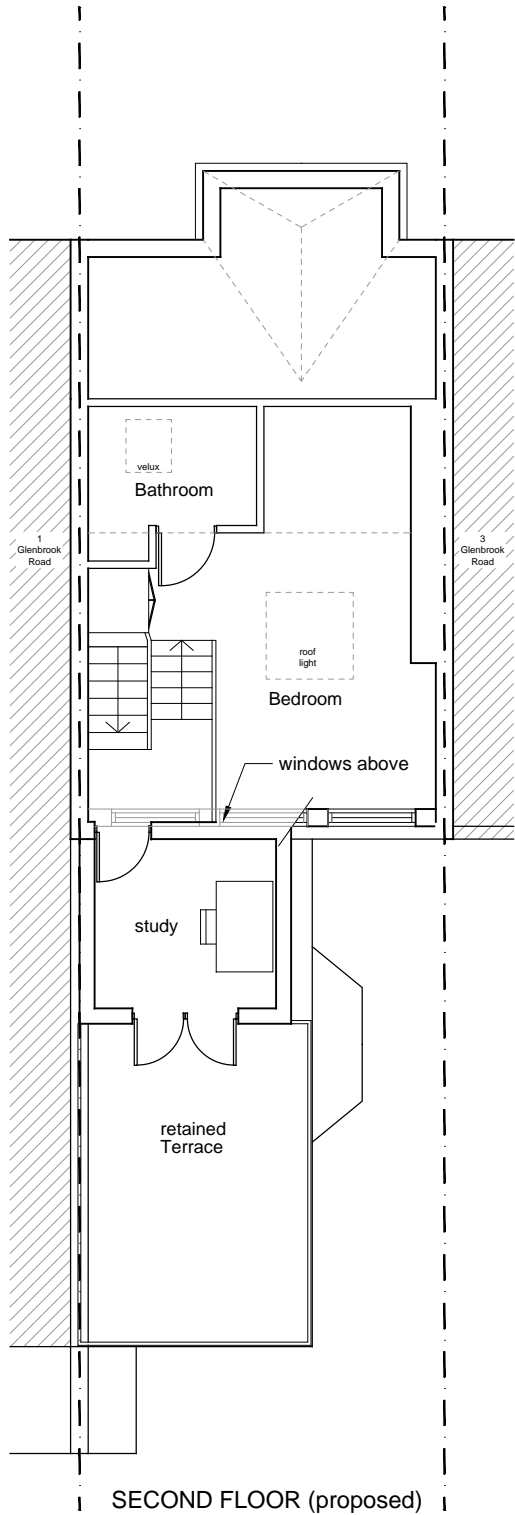 velux
Bathroom
1
Glenbrook
Road
3
Glenbrook
Road
roof
light
Bedroom
windows above
study
retained
Terrace
SECOND FLOOR (proposed)